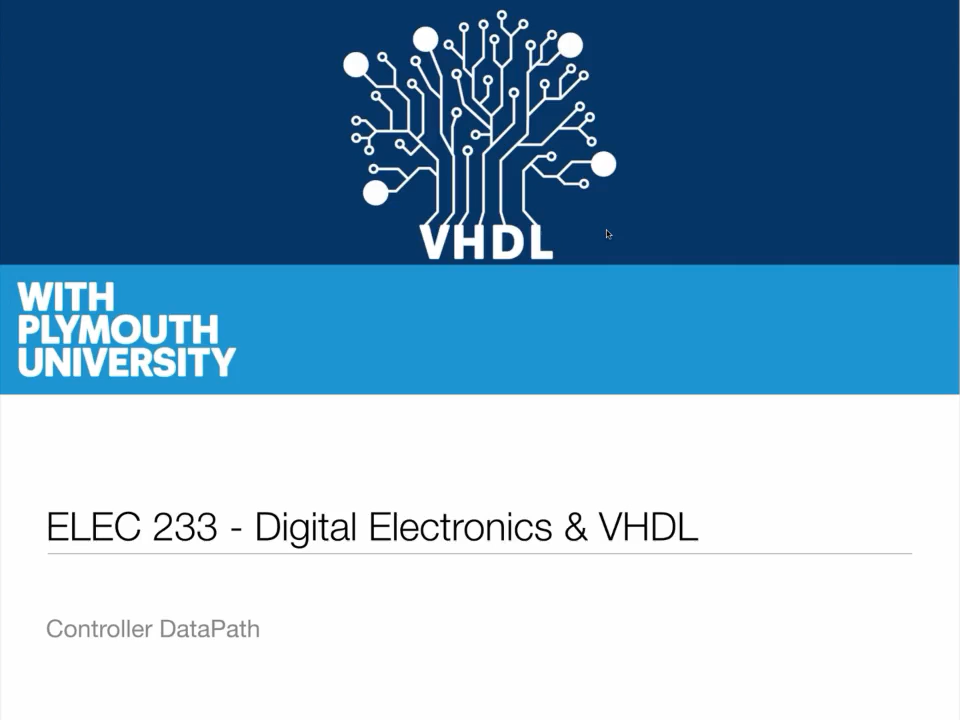 VHDL
WITH
PLYMOUTH
UNIVERSITY
ELEC 233 - Digital Electronics & VHDL
Controller DataPath